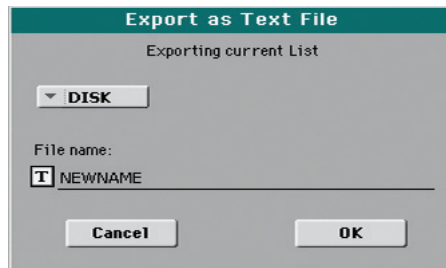 Export as Text File
Exporting current List
DISK
File name:
T NEWNAME
Cancel OK